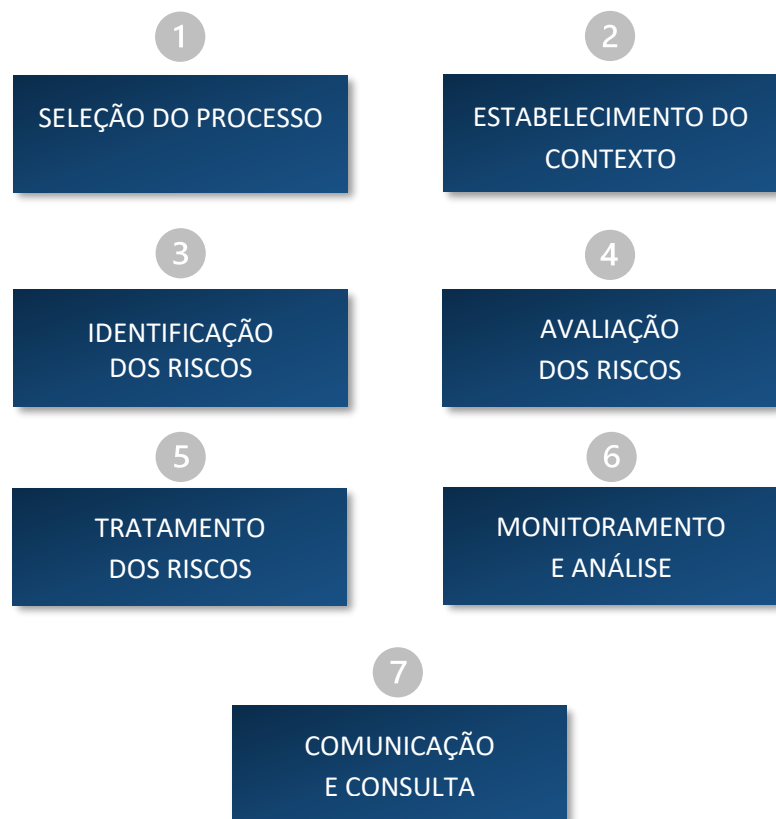 1
SELEÇÃO DO PROCESSO
2
ESTABELECIMENTO DO
CONTEXTO
3
IDENTIFICAÇÃO
DOS RISCOS
4
AVALIAÇÃO
DOS RISCOS
5
TRATAMENTO
DOS RISCOS
6
MONITORAMENTO
E ANÁLISE
7
COMUNICAÇÃO
E CONSULTA